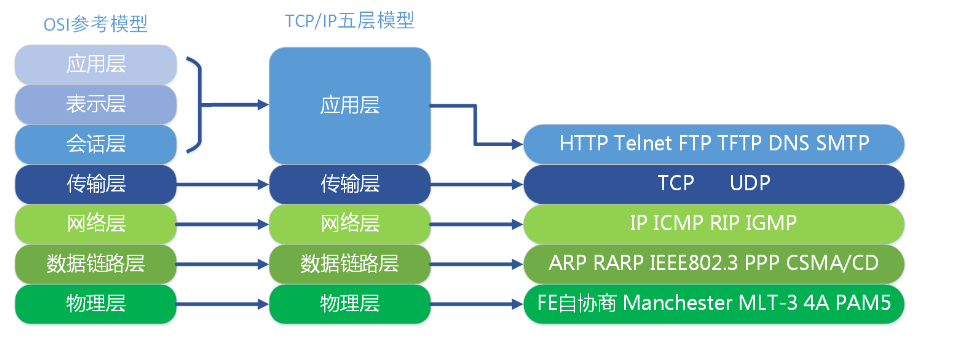 OSI参考模型 TCP/IP五层模型
应用层
表示层 应用层
会话层 HTTP Telnet FTP TFTP DNS SMTP
传输层 传输层 TCP UDP
网络层 网络层 IP ICMP RIP IGMP
数据链路层 数据链路层 ARP RARP IEEE802.3 PPP CSMA/CD
物理层 物理层 FE自协商 Manchester MLT-3 4A PAM5